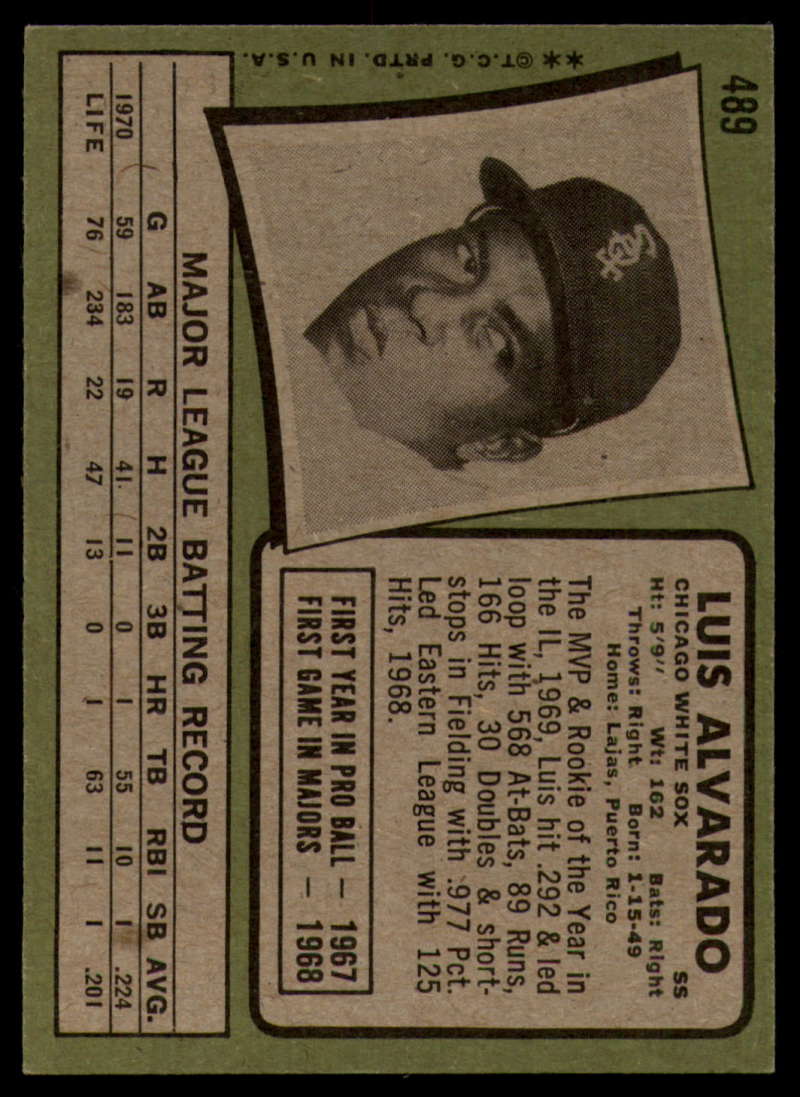 489
✶✶ ©T.C.G. PRTD. IN U.S.A.
LUIS ALVARADO
CHICAGO WHITE SOX SS
Ht: 5'9" Wt: 162 Bats: Right
Throws: Right Born: 1-15-49
Home: Lajas, Puerto Rico
The MVP & Rookie of the Year in
the IL, 1969, Luis hit .292 & led
loop with 568 At-Bats, 89 Runs,
166 Hits, 30 Doubles & short-
stops in Fielding with .977 Pct.
Led Eastern League with 125
Hits, 1968.
FIRST YEAR IN PRO BALL — 1967
FIRST GAME IN MAJORS — 1968
MAJOR LEAGUE BATTING RECORD
G AB R H 2B 3B HR TB RBI SB AVG.
1970 59 183 19 41 11 0 1 55 10 1 .224
LIFE 76 234 22 47 13 0 1 63 11 1 .201